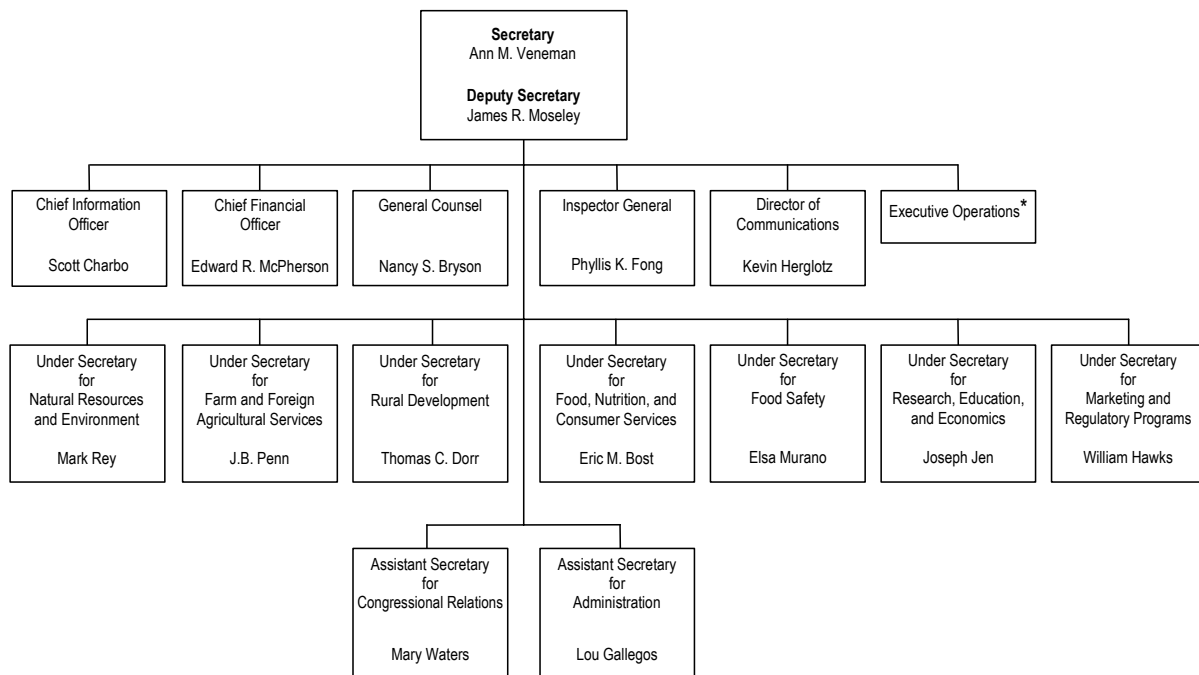 Secretary
Ann M. Veneman
Deputy Secretary
James R. Moseley
Chief Information
Officer
Scott Charbo
Chief Financial
Officer
Edward R. McPherson
General Counsel
Nancy S. Bryson
Inspector General
Phyllis K. Fong
Director of
Communications
Kevin Herglotz
Executive Operations*
Under Secretary
for
Natural Resources
and Environment
Mark Rey
Under Secretary
for
Farm and Foreign
Agricultural Services
J.B. Penn
Under Secretary
for
Rural Development
Thomas C. Dorr
Under Secretary
for
Food, Nutrition, and
Consumer Services
Eric M. Bost
Under Secretary
for
Food Safety
Elsa Murano
Under Secretary
for
Research, Education,
and Economics
Joseph Jen
Under Secretary
for
Marketing and
Regulatory Programs
William Hawks
Assistant Secretary
for
Congressional Relations
Mary Waters
Assistant Secretary
for
Administration
Lou Gallegos